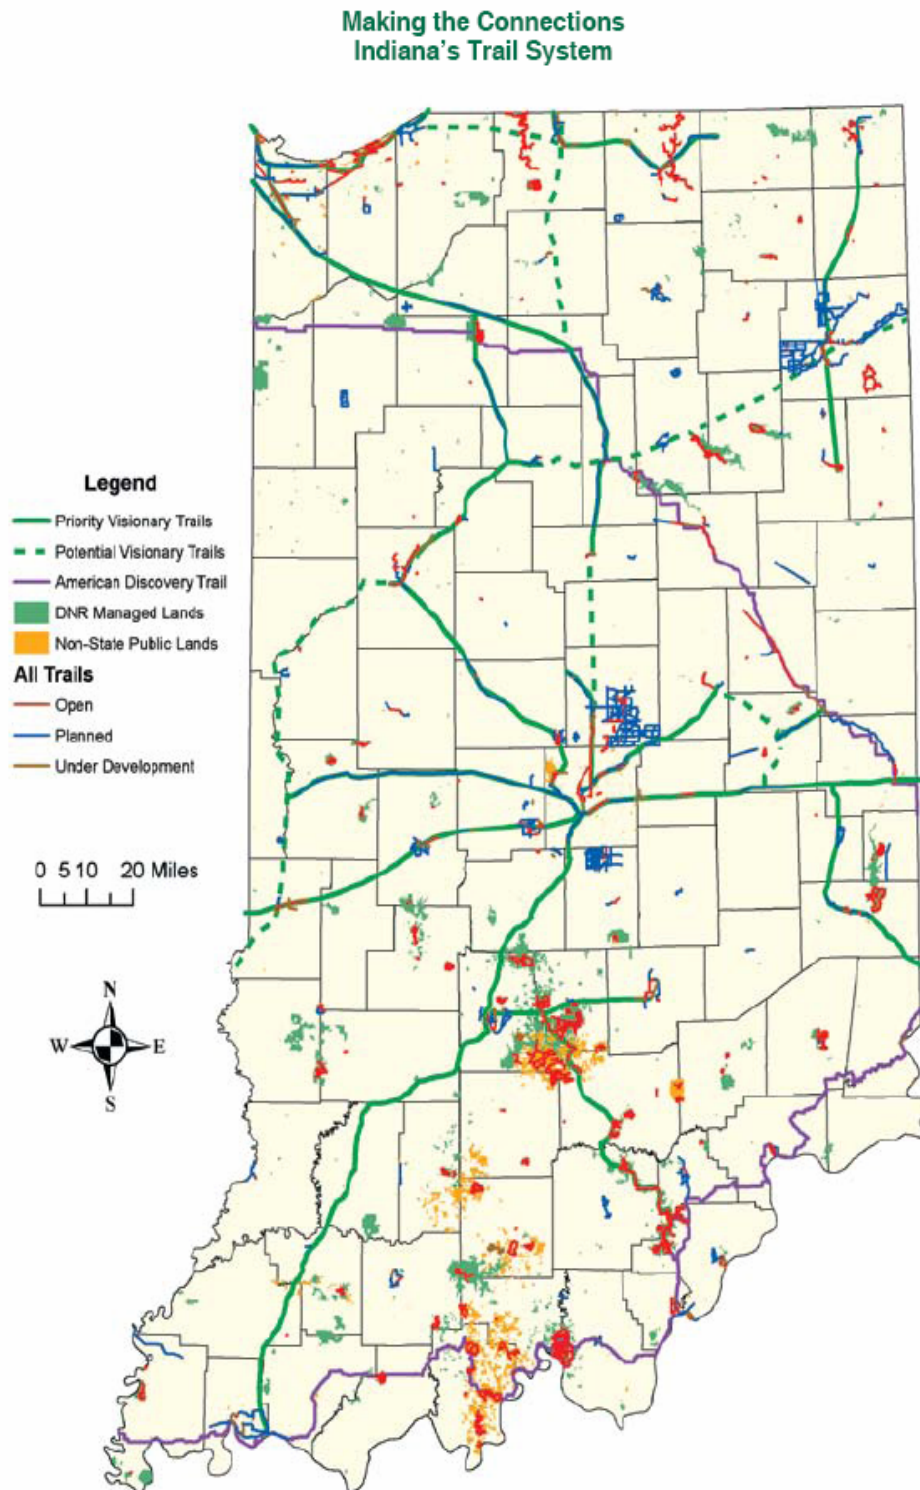 Making the Connections
Indiana's Trail System
Legend
Priority Visionary Trails
Potential Visionary Trails
American Discovery Trail
DNR Managed Lands
Non-State Public Lands
All Trails
Open
Planned
Under Development
0 5 10 20 Miles
N
W E
S